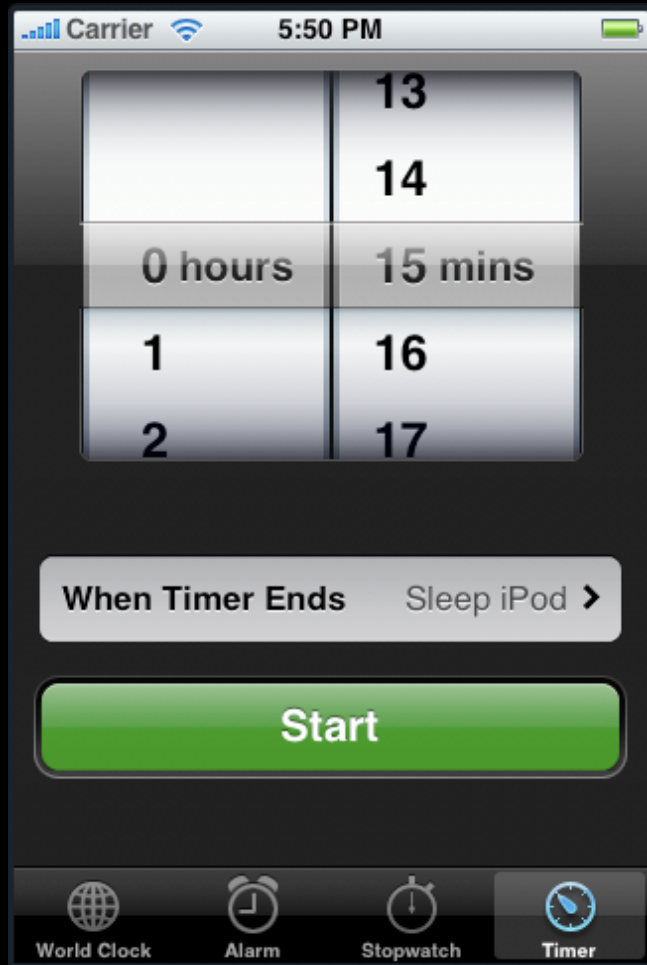 Carrier 5:50 PM
13
14
0 hours 15 mins
1 16
2 17
When Timer Ends Sleep iPod
Start
World Clock Alarm Stopwatch Timer